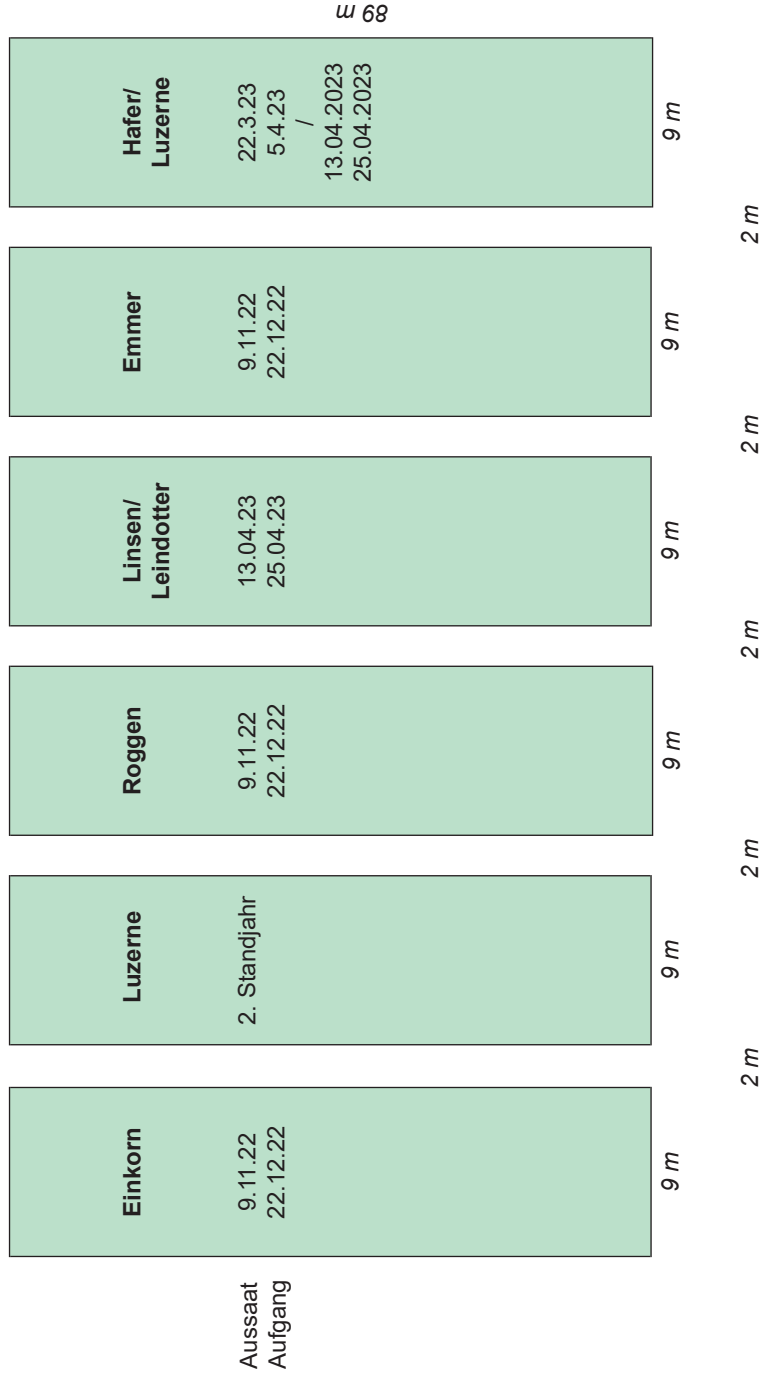 Einkorn
Luzerne
Roggen
Linsen/
Leindotter
Emmer
Hafer/
Luzerne
Aussaat
Aufgang
9.11.22
22.12.22
2. Standjahr
9.11.22
22.12.22
13.04.23
25.04.23
9.11.22
22.12.22
22.3.23
5.4.23
/
13.04.2023
25.04.2023
89 m
9 m
9 m
9 m
9 m
9 m
9 m
2 m
2 m
2 m
2 m
2 m